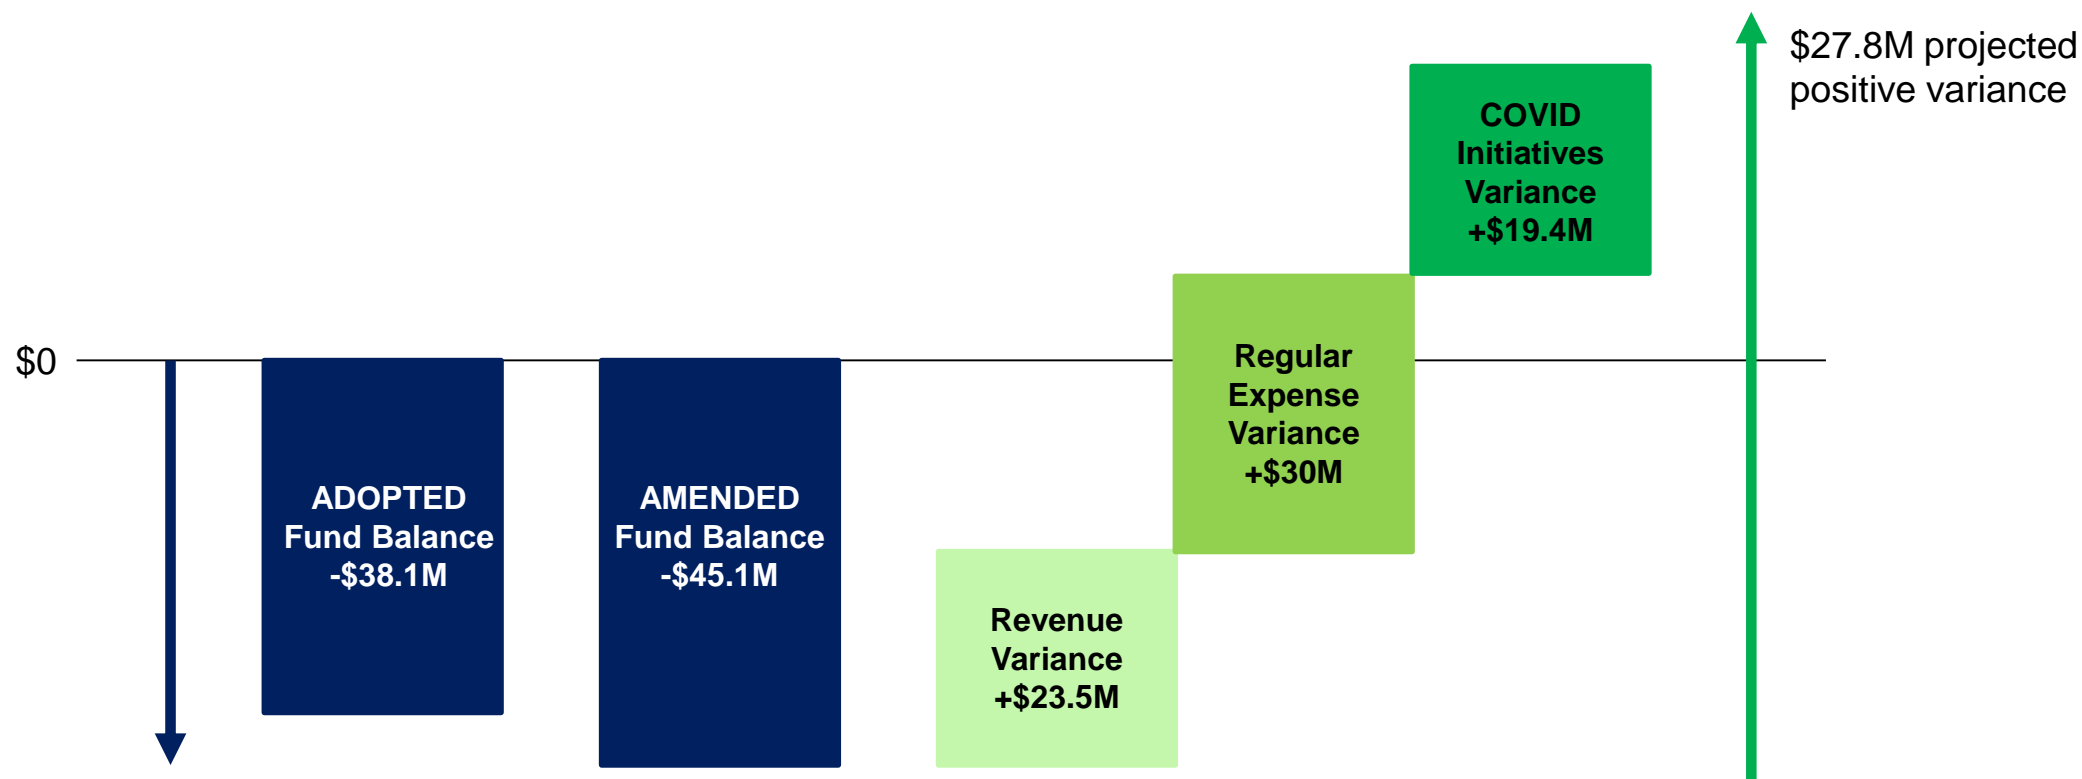 $27.8M projected
positive variance
COVID
Initiatives
Variance
+$19.4M
$0
Regular
Expense
Variance
+$30M
ADOPTED
Fund Balance
-$38.1M
AMENDED
Fund Balance
-$45.1M
Revenue
Variance
+$23.5M